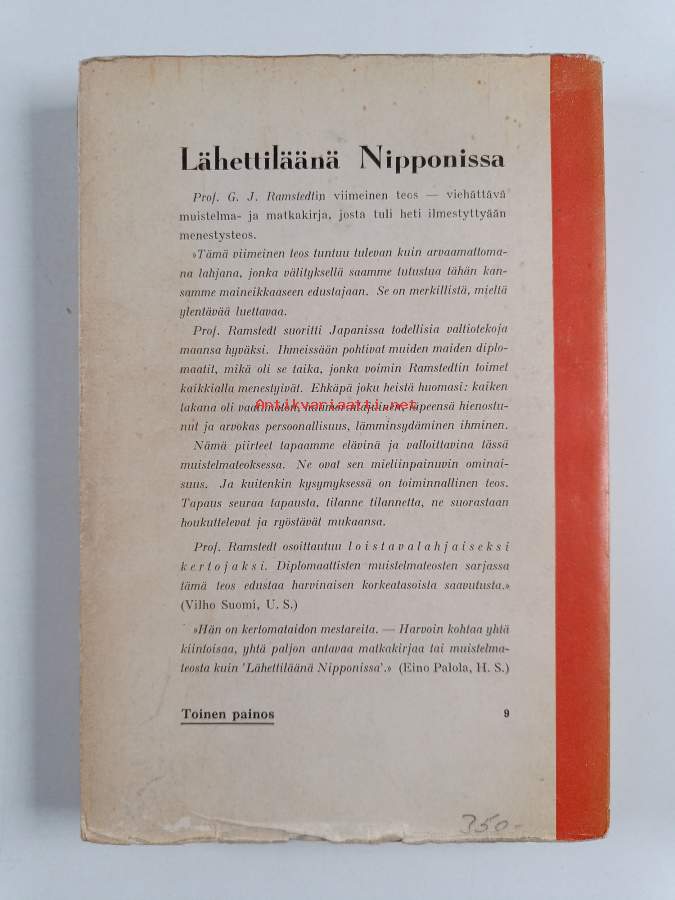 Lähettiläänä Nipponissa
Prof. G. J. Ramstedtin viimeinen teos — viehättävä
muistelma- ja matkakirja, josta tuli heti ilmestyttyään
menestysteos.
»Tämä viimeinen teos tuntuu tulevan kuin arvaamattoma-
na lahjana, jonka välityksellä saamme tutustua tähän kan-
samme maineikkaaseen edustajaan. Se on merkillistä, mieltä
ylentävää luettavaa.
Prof. Ramstedt suoritti Japanissa todellisia valtiotekoja
maansa hyväksi. Ihmeissään pohtivat muiden maiden diplo-
maatit, mikä oli se taika, jonka voimin Ramstedtin toimet
kaikkialla menestyivät. Ehkäpä joku heistä huomasi: kaiken
takana oli
Antikvariaatti.net
hienostu-
nut ja arvokas persoonallisuus, lämminsydäminen ihminen.
Nämä piirteet tapaamme elävinä ja valloittavina tässä
muistelmateoksessa. Ne ovat sen mieliinpainuvin ominai-
suus. Ja kuitenkin kysymyksessä on toiminnallinen teos.
Tapaus seuraa tapausta, tilanne tilannetta, ne suorastaan
houkuttelevat ja ryöstävät mukaansa.
Prof. Ramstedt osoittautuu loistavalahjaiseksi
kertojaksi. Diplomaattisten muistelmateosten sarjassa
tämä teos edustaa harvinaisen korkeatasoista saavutusta.»
(Vilho Suomi, U. S.)
»Hän on kertomataidon mestareita. — Harvoin kohtaa yhtä
kiintoisaa, yhtä paljon antavaa matkakirjaa tai muistelma-
teosta kuin 'Lähettiläänä Nipponissa'.» (Eino Palola, H. S.)
Toinen painos 9
350-